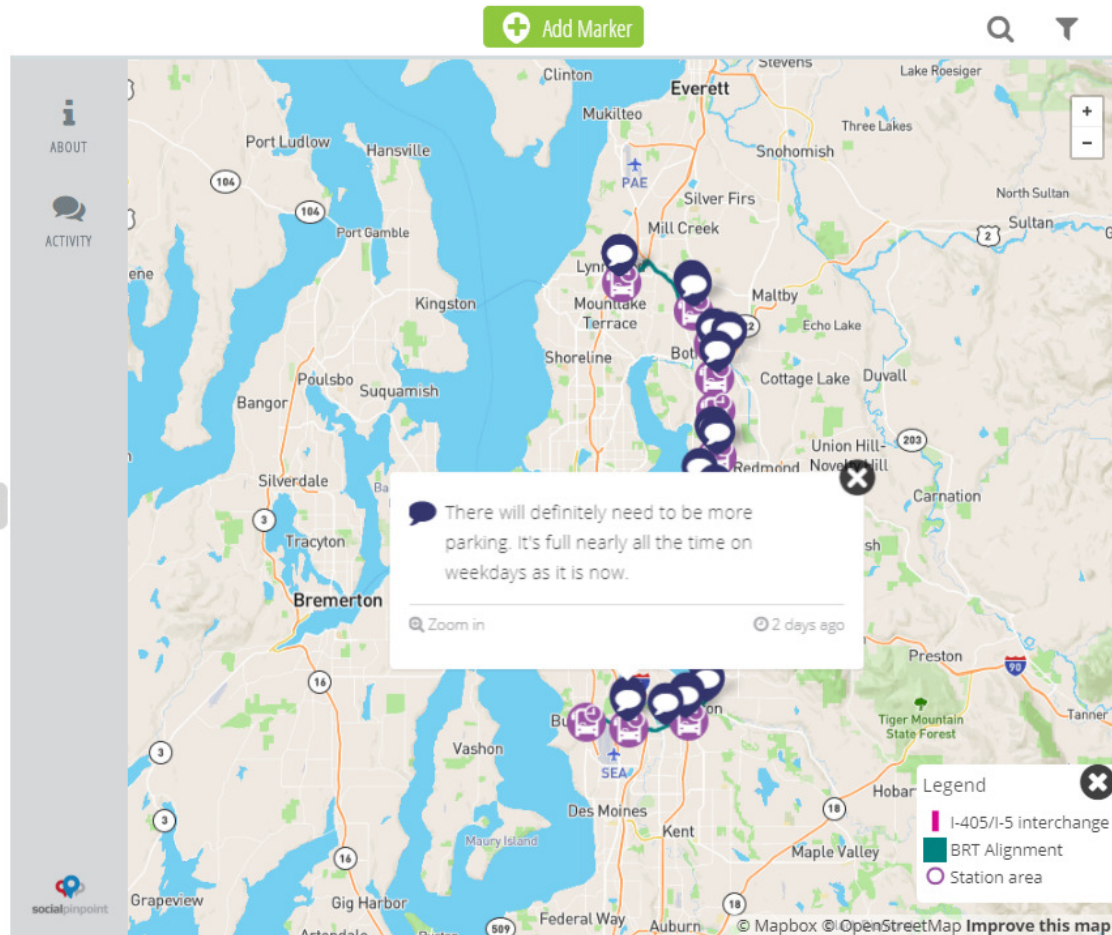 Add Marker
ABOUT
ACTIVITY
Clinton
Everett
Stevens
Lake Roesiger
Mukilteo
Three Lakes
Port Ludlow
Hansville
Snohomish
104
PAE
Silver Firs
North Sultan
104
Port Gamble
Mill Creek
Sultan
2
Kingston
Mountlake
Terrace
Maltby
Echo Lake
Shoreline
Poulsbo
Suquamish
Cottage Lake
Duvall
Bangor
Union Hill-
Novelty Hill
203
Redmond
Silverdale
Carnation
3
Tracyton
There will definitely need to be more
parking. It's full nearly all the time on
weekdays as it is now.
Zoom in
2 days ago
Bremerton
Preston
90
16
Tiger Mountain
State Forest
Tanner
Vashon
3
SEA
Des Moines
Legend
I-405/I-5 interchange
BRT Alignment
Station area
18
Kent
3
Maury Island
Maple Valley
16
Grapeview
Gig Harbor
18
509
Federal Way
Auburn
socialpinpoint
© Mapbox © OpenStreetMap Improve this map